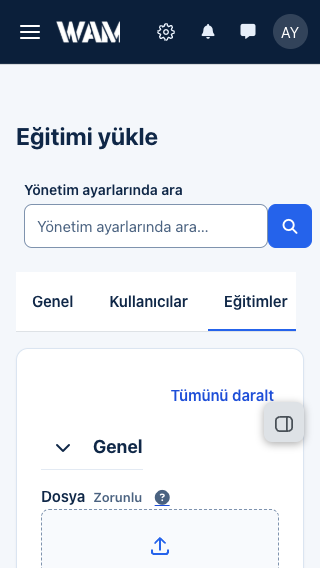 WAM
AY
Eğitimi yükle
Yönetim ayarlarında ara
Yönetim ayarlarında ara...
Genel Kullanıcılar Eğitimler
Tümünü daralt
Genel
Dosya Zorunlu ?